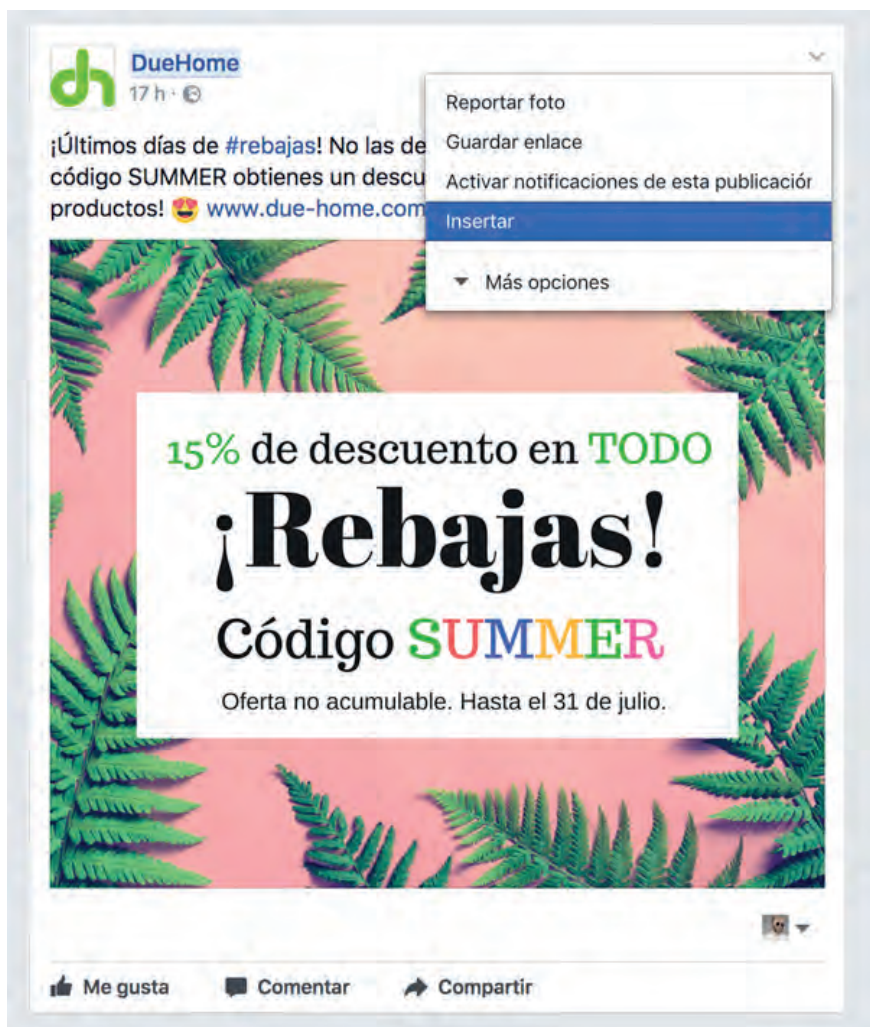 dh
DueHome
17 h
¡Últimos días de #rebajas! No las de
código SUMMER obtienes un descu
productos! 😍 www.due-home.com
Reportar foto
Guardar enlace
Activar notificaciones de esta publicación
Insertar
Más opciones
15% de descuento en TODO
¡Rebajas!
Código SUMMER
Oferta no acumulable. Hasta el 31 de julio.
Me gusta Comentar Compartir